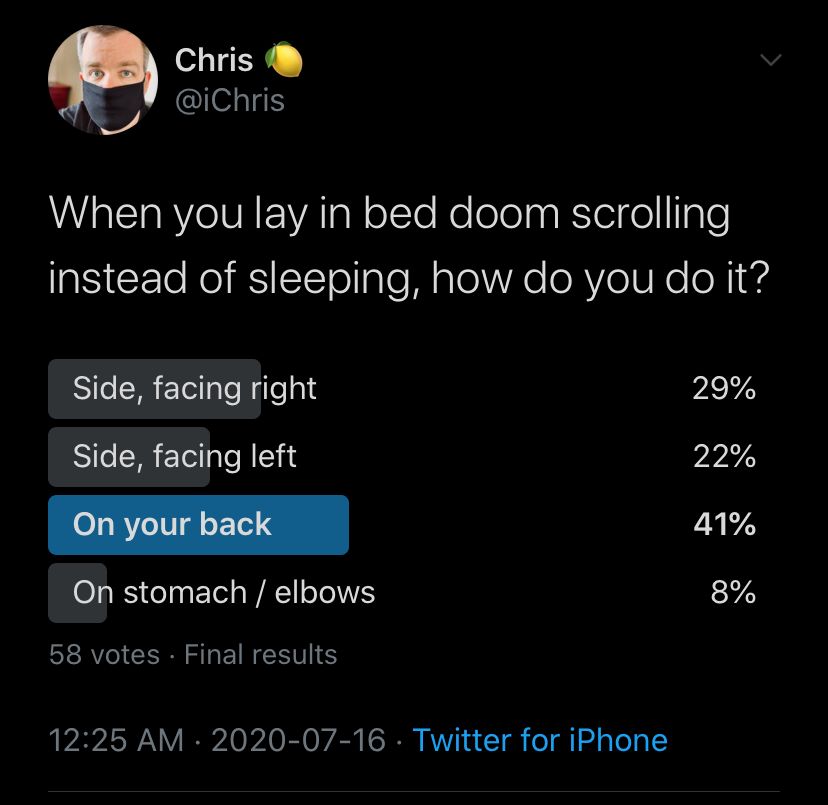 Chris 🍋
@iChris
When you lay in bed doom scrolling
instead of sleeping, how do you do it?
Side, facing right 29%
Side, facing left 22%
On your back 41%
On stomach / elbows 8%
58 votes · Final results
12:25 AM · 2020-07-16 · Twitter for iPhone